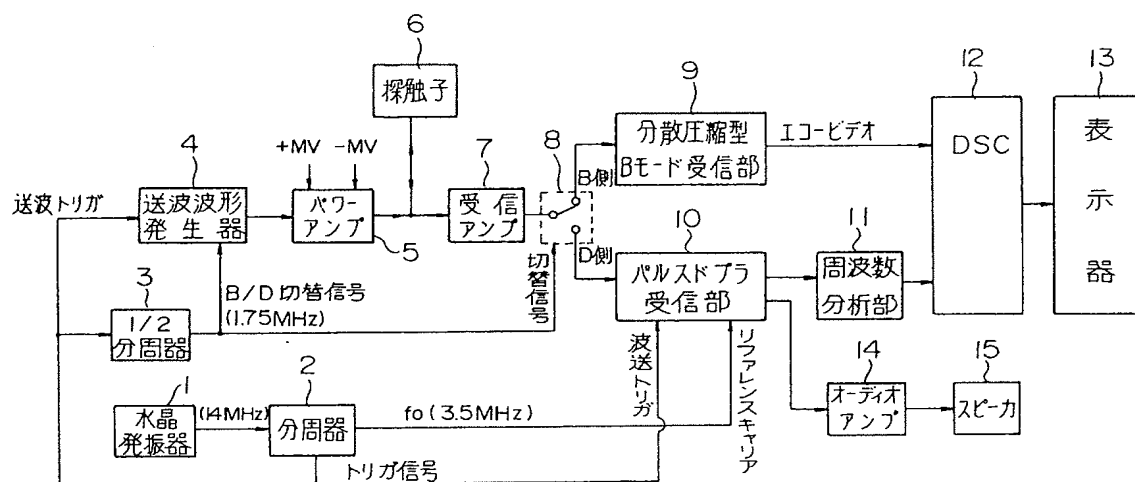 6
探触子
9
分散圧縮型
Bモード受信部
エコービデオ
12
DSC
13
表示器
4
送波波形
発生器
送波トリガ
+MV
-MV
パワー
アンプ
5
7
受信
アンプ
8
B側
D側
切替信号
10
パルスドプラ
受信部
11
周波数
分析部
3
1/2
分周器
B/D切替信号
(1.75MHz)
1
水晶
発振器
(14MHz)
2
分周器
fo(3.5MHz)
トリガ信号
波送トリガ
リファレンスキャリア
14
オーディオ
アンプ
15
スピーカ